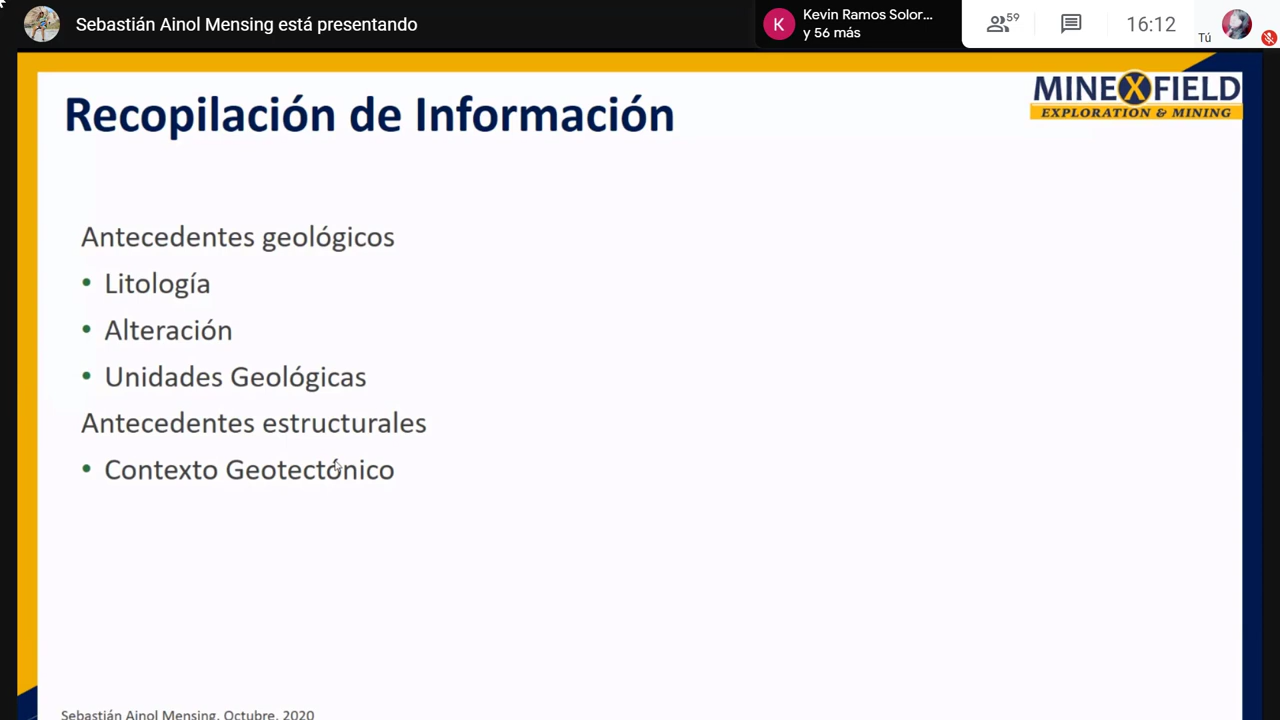 Sebastián Ainol Mensing está presentando
K
Kevin Ramos Solor...
y 56 más
59
16:12
Tú
Recopilación de Información
MINEXFIELD
EXPLORATION & MINING
Antecedentes geológicos
• Litología
• Alteración
• Unidades Geológicas
Antecedentes estructurales
• Contexto Geotectónico
Sebastián Ainol Mensing, Octubre, 2020